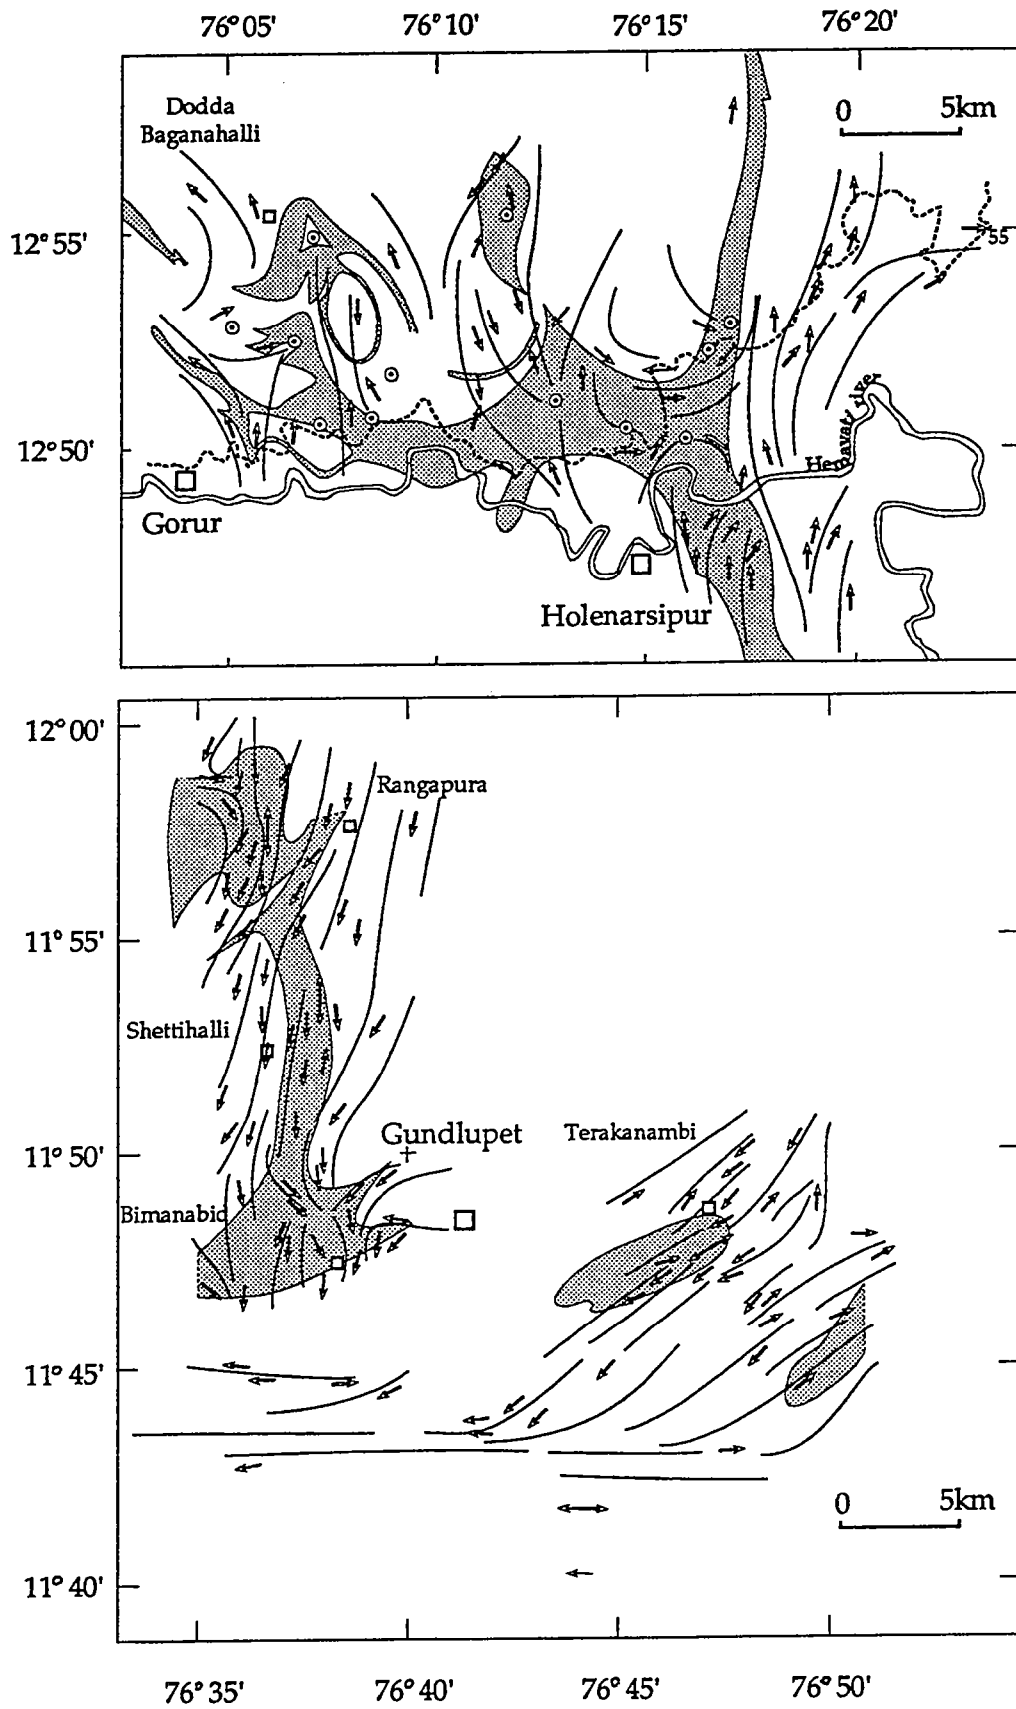 76° 05' 76° 10' 76° 15' 76° 20'
Dodda
Baganahalli
0 5km
12° 55'
55
12° 50'
Hemavati river
Gorur
Holenarsipur
12° 00'
Rangapura
11° 55'
Shettihalli
Gundlupet
Terakanambi
11° 50'
Bimanabid
11° 45'
0 5km
11° 40'
76° 35' 76° 40' 76° 45' 76° 50'